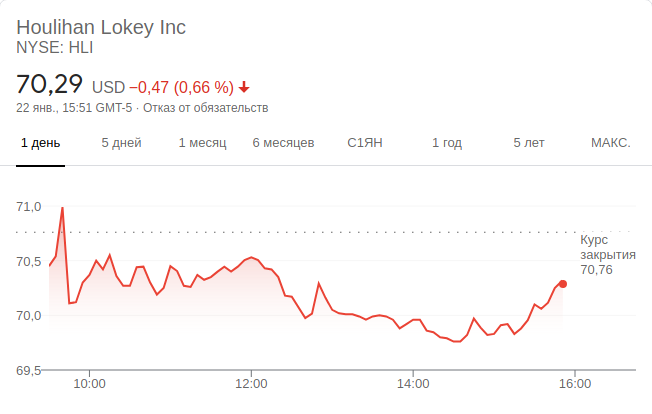 Houlihan Lokey Inc
NYSE: HLI
70,29 USD −0,47 (0,66 %)
22 янв., 15:51 GMT-5 · Отказ от обязательств
1 день 5 дней 1 месяц 6 месяцев С1ЯН 1 год 5 лет МАКС.
71,0
Курс
закрытия
70,5
70,76
70,0
69,5
10:00 12:00 14:00 16:00